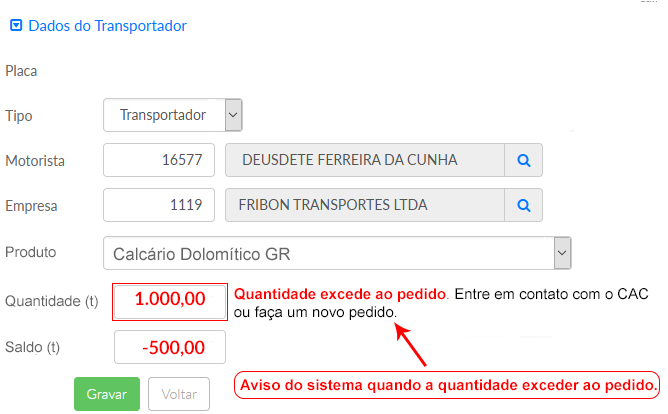 Dados do Transportador
Placa
Tipo Transportador
Motorista 16577 DEUSDETE FERREIRA DA CUNHA
Empresa 1119 FRIBON TRANSPORTES LTDA
Produto Calcário Dolomítico GR
Quantidade (t) 1.000,00 Quantidade excede ao pedido. Entre em contato com o CAC
ou faça um novo pedido.
Saldo (t) -500,00
Gravar Voltar Aviso do sistema quando a quantidade exceder ao pedido.